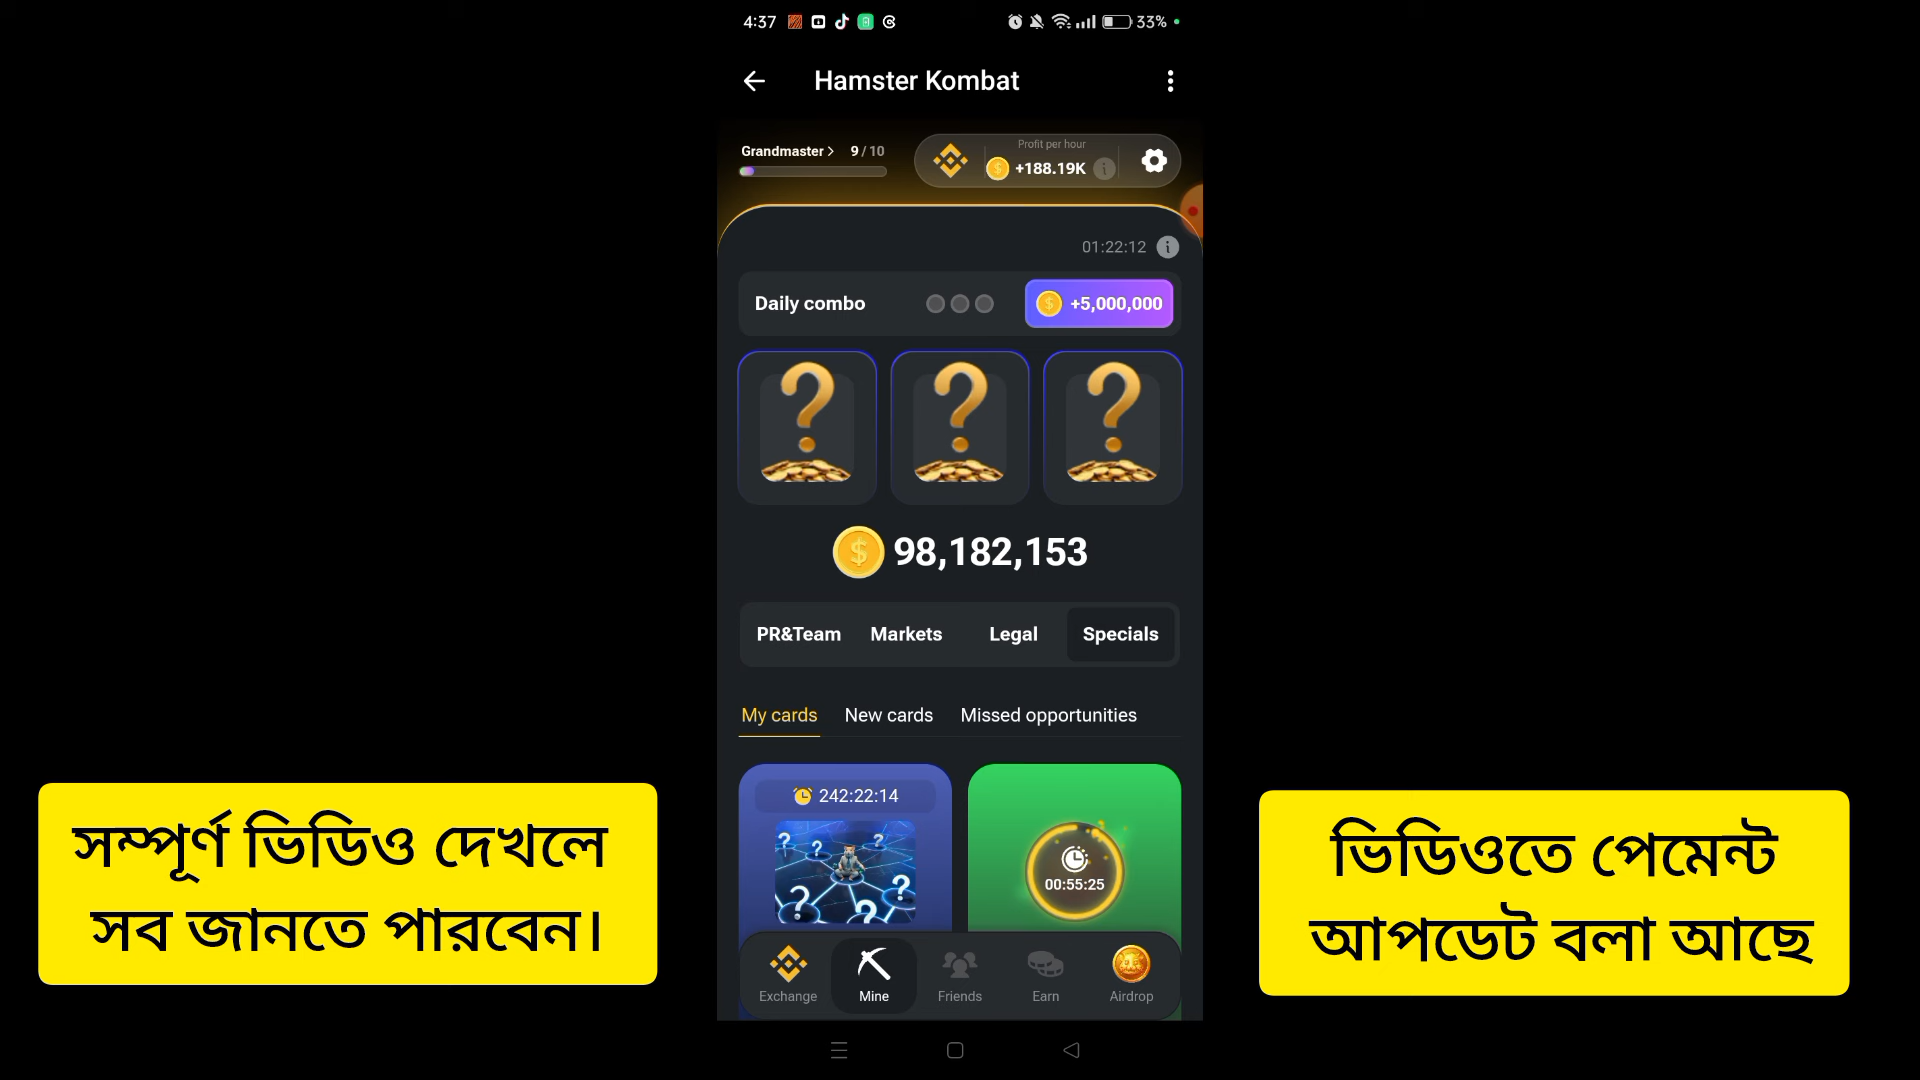 4:37
33%
Hamster Kombat
Grandmaster > 9 / 10
Profit per hour
+188.19K
01:22:12
Daily combo
+5,000,000
98,182,153
PR&Team Markets Legal Specials
My cards New cards Missed opportunities
242:22:14
00:55:25
Exchange Mine Friends Earn Airdrop
সম্পূর্ণ ভিডিও দেখলে
সব জানতে পারবেন।
ভিডিওতে পেমেন্ট
আপডেট বলা আছে